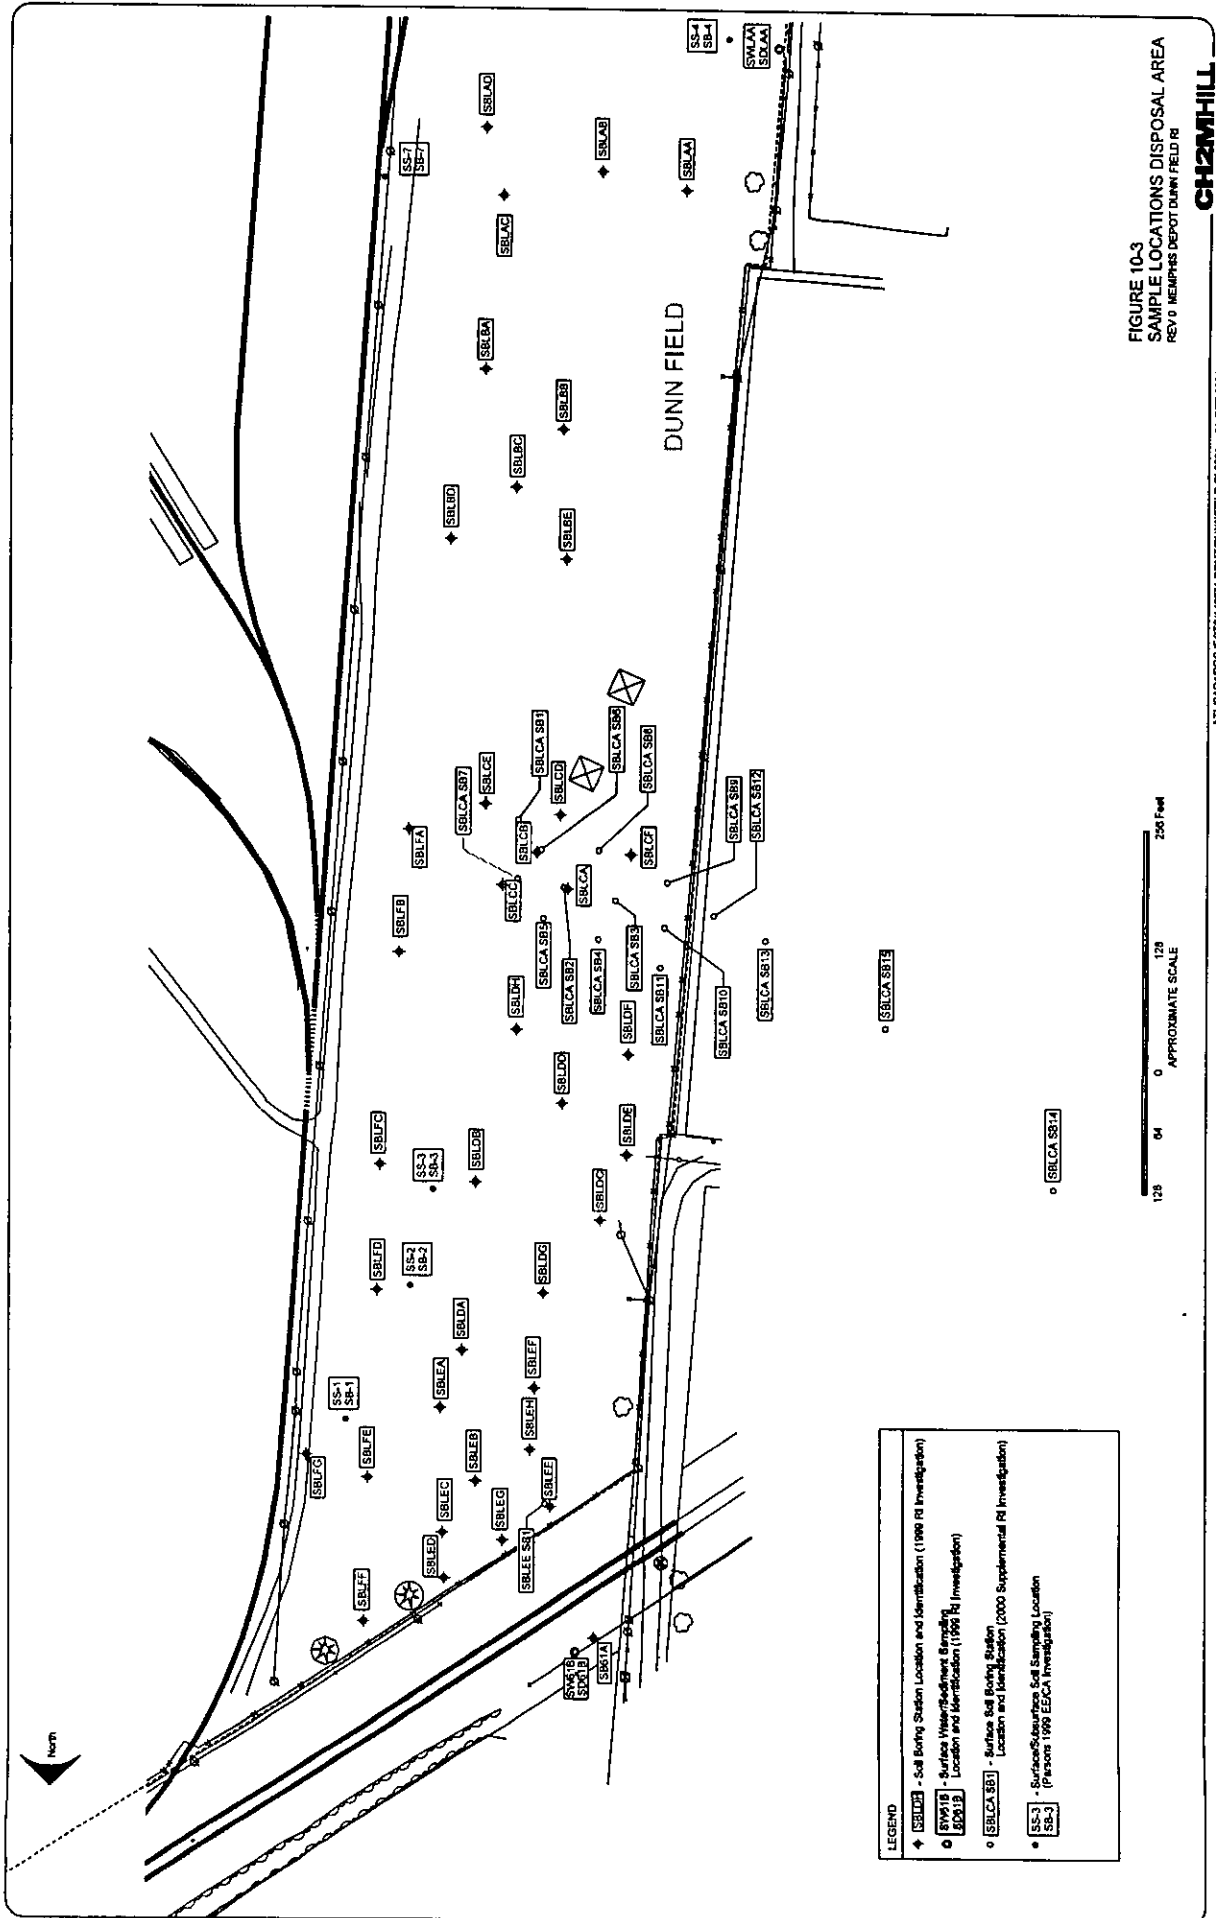 North
SBLAD
SS-4
SB-4
SWLAA
SDLAA
SS-7
SB-7
SBLAB
SBLAA
SBLAC
SBLBA
SBLBB
SBLBC
SBLBD
SBLBE
DUNN FIELD
SBLCA SB1
SBLCA SB6
SBLCA SB8
SBLCE
SBLCD
SBLCA SB7
SBLCB
SBLFA
SBLCF
SBLCA SB9
SBLCA SB12
SBLCC
SBLCA
SBLFB
SBLCA SB5
SBLCA SB2
SBLCA SB4
SBLCA SB3
SBLCA SB11
SBLCA SB10
SBLCA SB13
SBLCA SB15
SBLDH
SBLDF
SBLDD
SBLFC
SS-3
SB-3
SBLDB
SBLDE
SBLDC
SBLCA SB14
SBLFD
SS-2
SB-2
SBLDG
SBLDA
SBLEA
SBLEF
SS-1
SB-1
SBLFE
SBLEH
SBLFG
SBLEB
SBLEC
SBLEE
SBLEG
SBLEE SB1
SBLED
SBLFF
SW61B
SD61B
SB61A
LEGEND
SBLDH - Soil Boring Station Location and Identification (1999 RI Investigation)
SW61B
SD61B - Surface Water/Sediment Sampling
Location and Identification (1999 RI Investigation)
SBLCA SB1 - Surface Soil Boring Station
Location and Identification (2000 Supplemental RI Investigation)
SS-3
SB-3 - Surface/Subsurface Soil Sampling Location
(Parsons 1999 EE/CA Investigation)
128 64 0 128 256 Feet
APPROXIMATE SCALE
FIGURE 10-3
SAMPLE LOCATIONS DISPOSAL AREA
REV 0 MEMPHIS DEPOT DUNN FIELD RI
CH2MHILL